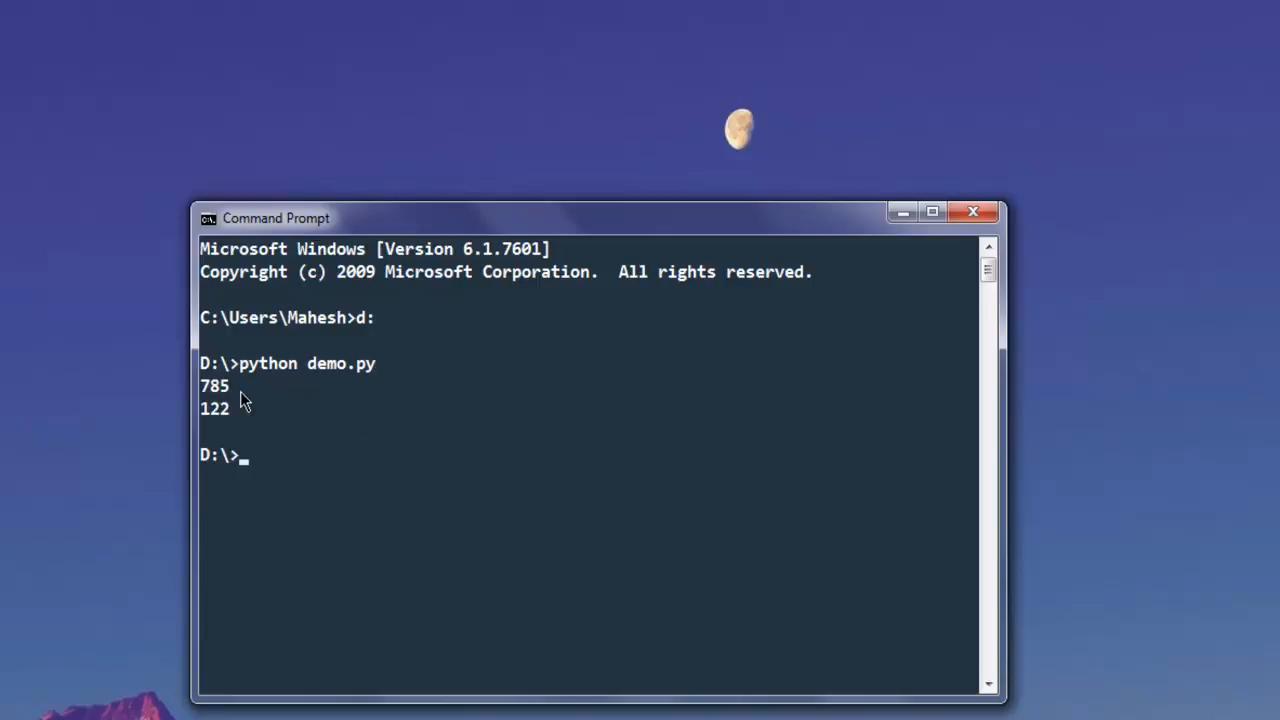 Command Prompt
Microsoft Windows [Version 6.1.7601]
Copyright (c) 2009 Microsoft Corporation.  All rights reserved.
C:\Users\Mahesh>d:
D:\>python demo.py
785
122
D:\>